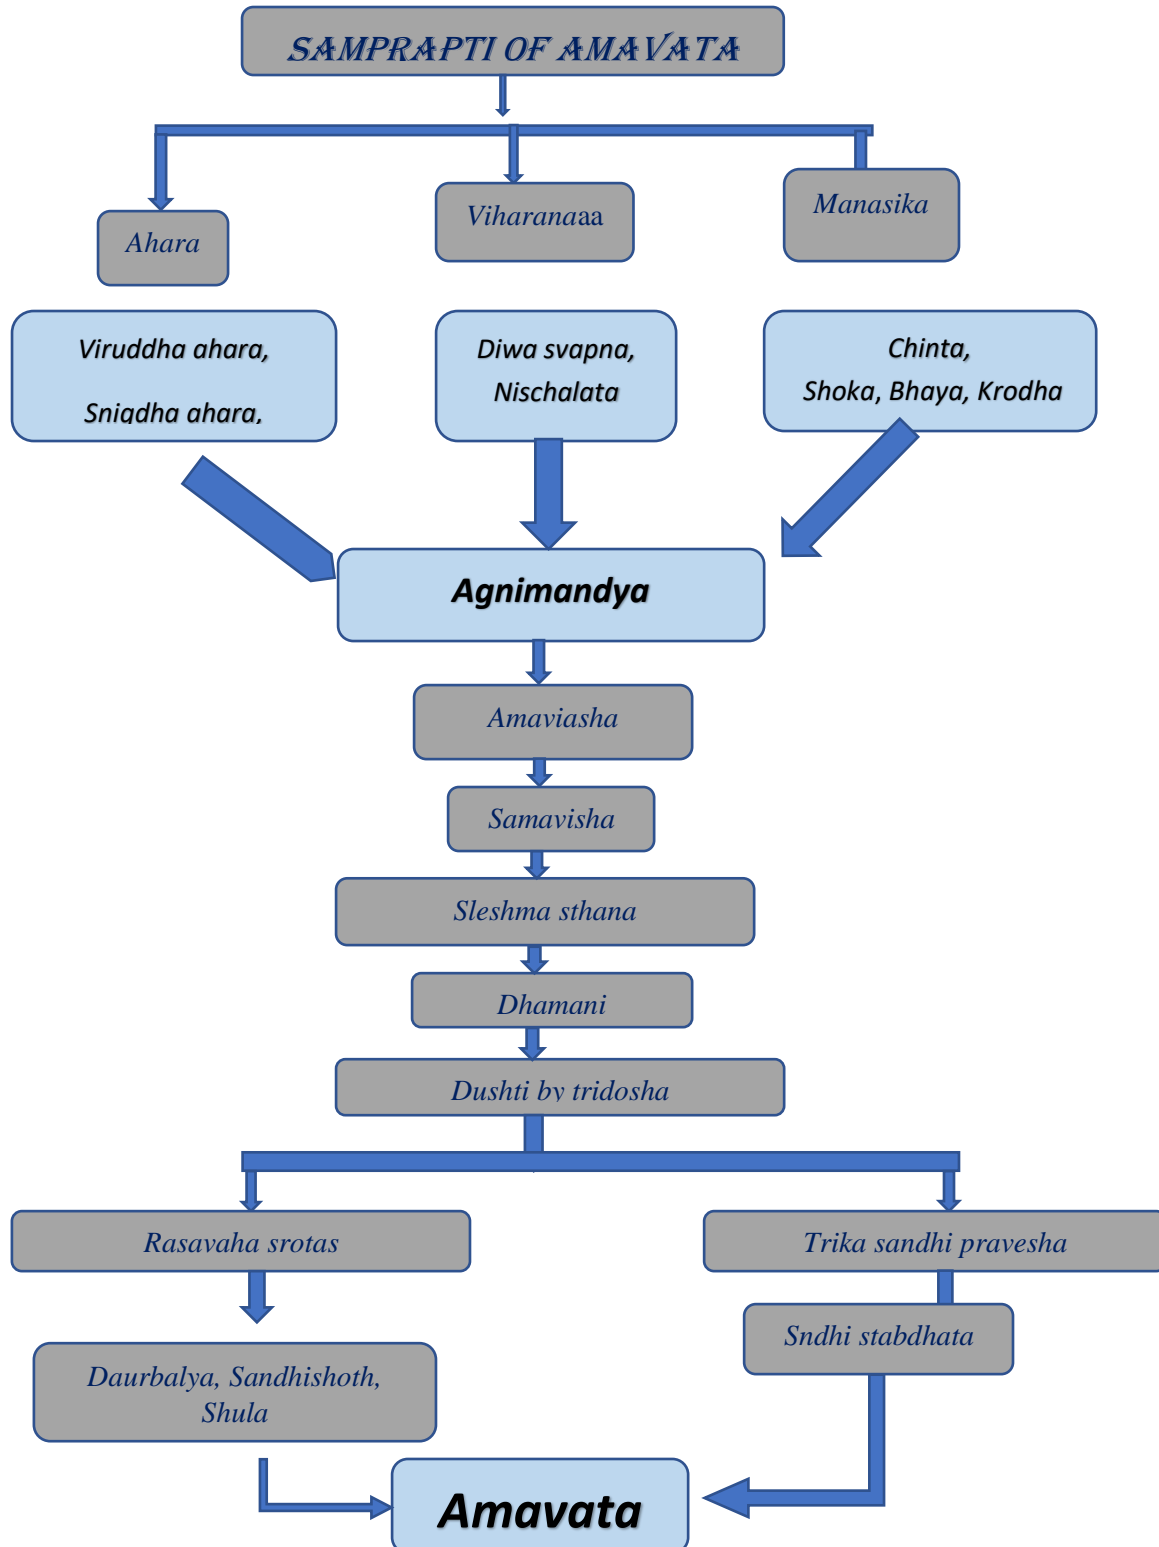 SAMPRAPTI OF AMAVATA
Ahara
Viharanaaa
Manasika
Viruddha ahara,
Snigdha ahara,
Diwa svapna,
Nischalata
Chinta,
Shoka, Bhaya, Krodha
Agnimandya
Amaviasha
Samavisha
Sleshma sthana
Dhamani
Dushti by tridosha
Rasavaha srotas
Trika sandhi pravesha
Sndhi stabdhata
Daurbalya, Sandhishoth,
Shula
Amavata